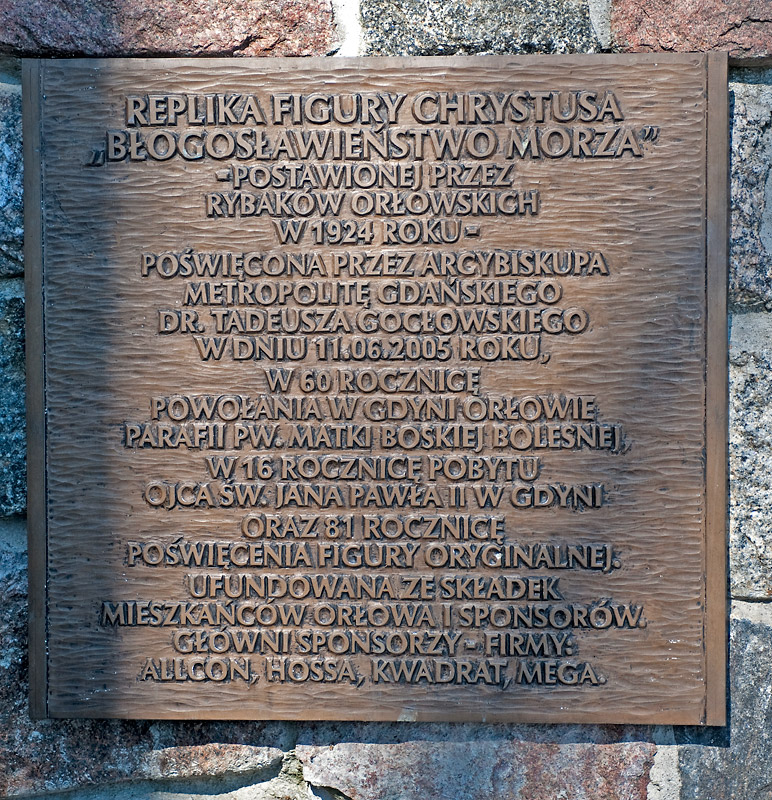 REPLIKA FIGURY CHRYSTUSA
„BŁOGOSŁAWIEŃSTWO MORZA”
-POSTAWIONEJ PRZEZ
RYBAKÓW ORŁOWSKICH
W 1924 ROKU-
POŚWIĘCONA PRZEZ ARCYBISKUPA
METROPOLITĘ GDAŃSKIEGO
DR. TADEUSZA GOCŁOWSKIEGO
W DNIU 11.06.2005 ROKU,
W 60 ROCZNICĘ
POWOŁANIA W GDYNI ORŁOWIE
PARAFII PW. MATKI BOSKIEJ BOLESNEJ,
W 16 ROCZNICĘ POBYTU
OJCA ŚW. JANA PAWŁA II W GDYNI
ORAZ 81 ROCZNICĘ
POŚWIĘCENIA FIGURY ORYGINALNEJ.
UFUNDOWANA ZE SKŁADEK
MIESZKAŃCÓW ORŁOWA I SPONSORÓW.
GŁÓWNI SPONSORZY - FIRMY:
ALLCON, HOSSA, KWADRAT, MEGA.